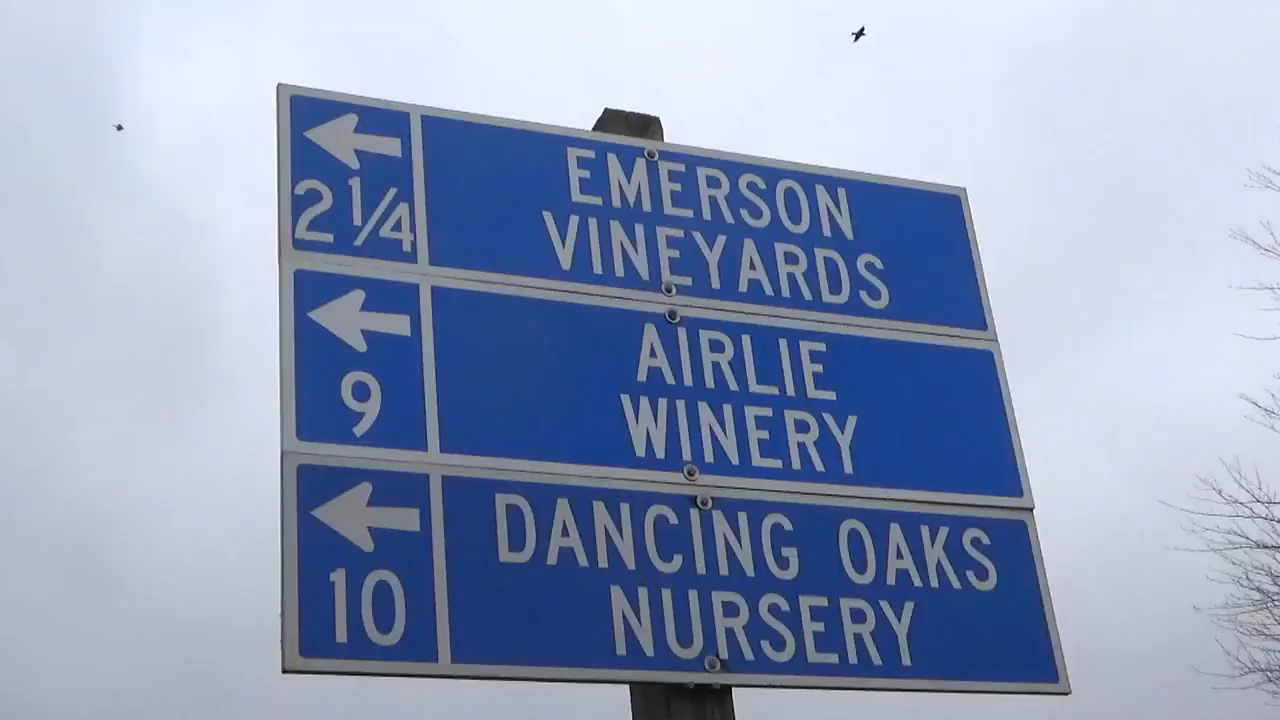 2 1/4
EMERSON
VINEYARDS
9
AIRLIE
WINERY
10
DANCING OAKS
NURSERY